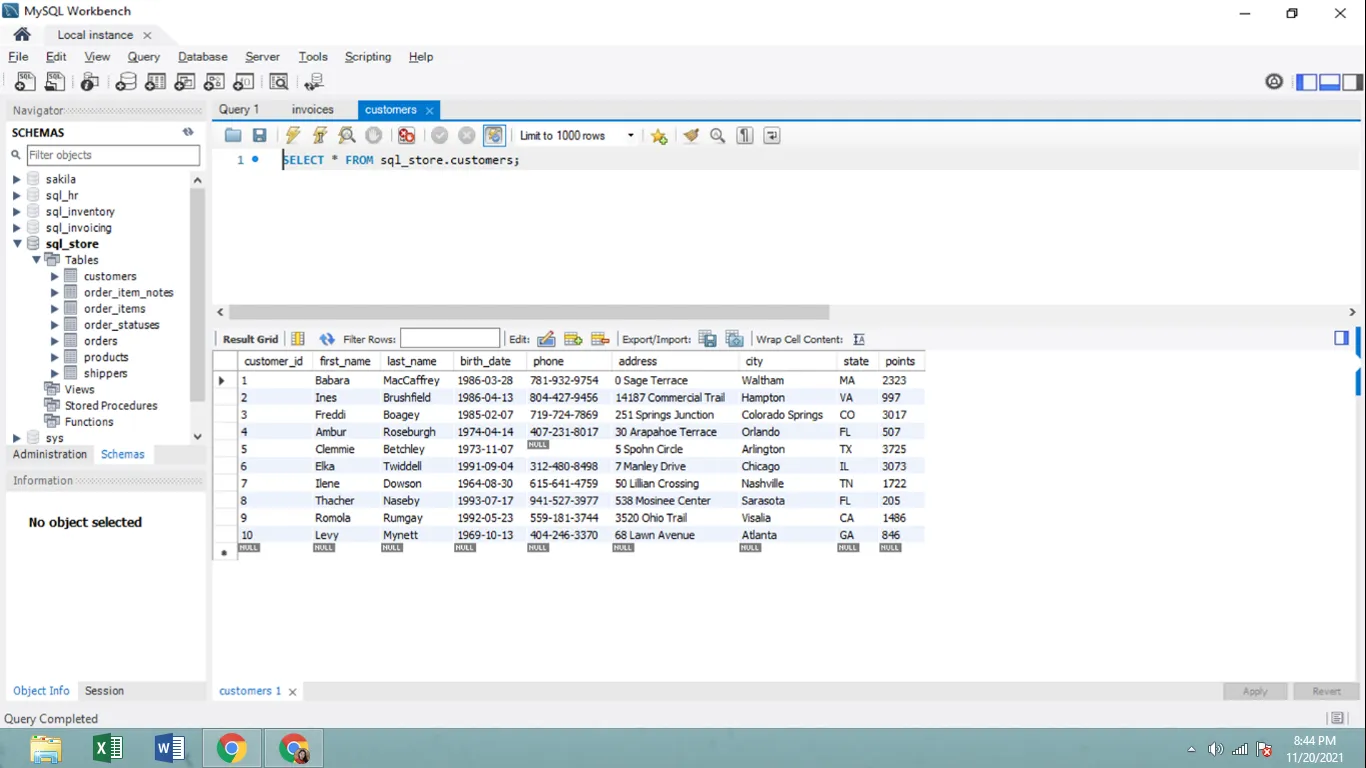 MySQL Workbench
Local instance
File Edit View Query Database Server Tools Scripting Help
Navigator
SCHEMAS
Filter objects
sakila
sql_hr
sql_inventory
sql_invoicing
sql_store
Tables
customers
order_item_notes
order_items
order_statuses
orders
products
shippers
Views
Stored Procedures
Functions
sys
Administration Schemas
Information
No object selected
Object Info Session
Query 1 invoices customers
Limit to 1000 rows
1 SELECT * FROM sql_store.customers;
Result Grid Filter Rows: Edit: Export/Import: Wrap Cell Content:
customer_id first_name last_name birth_date phone address city state points
1 Babara MacCaffrey 1986-03-28 781-932-9754 0 Sage Terrace Waltham MA 2323
2 Ines Brushfield 1986-04-13 804-427-9456 14187 Commercial Trail Hampton VA 997
3 Freddi Boagey 1985-02-07 719-724-7869 251 Springs Junction Colorado Springs CO 3017
4 Ambur Roseburgh 1974-04-14 407-231-8017 30 Arapahoe Terrace Orlando FL 507
5 Clemmie Betchley 1973-11-07 NULL 5 Spohn Circle Arlington TX 3725
6 Elka Twiddell 1991-09-04 312-480-8498 7 Manley Drive Chicago IL 3073
7 Ilene Dowson 1964-08-30 615-641-4759 50 Lillian Crossing Nashville TN 1722
8 Thacher Naseby 1993-07-17 941-527-3977 538 Mosinee Center Sarasota FL 205
9 Romola Rumgay 1992-05-23 559-181-3744 3520 Ohio Trail Visalia CA 1486
10 Levy Mynett 1969-10-13 404-246-3370 68 Lawn Avenue Atlanta GA 846
NULL NULL NULL NULL NULL NULL NULL NULL NULL
customers 1
Apply Revert
Query Completed
8:44 PM
11/20/2021